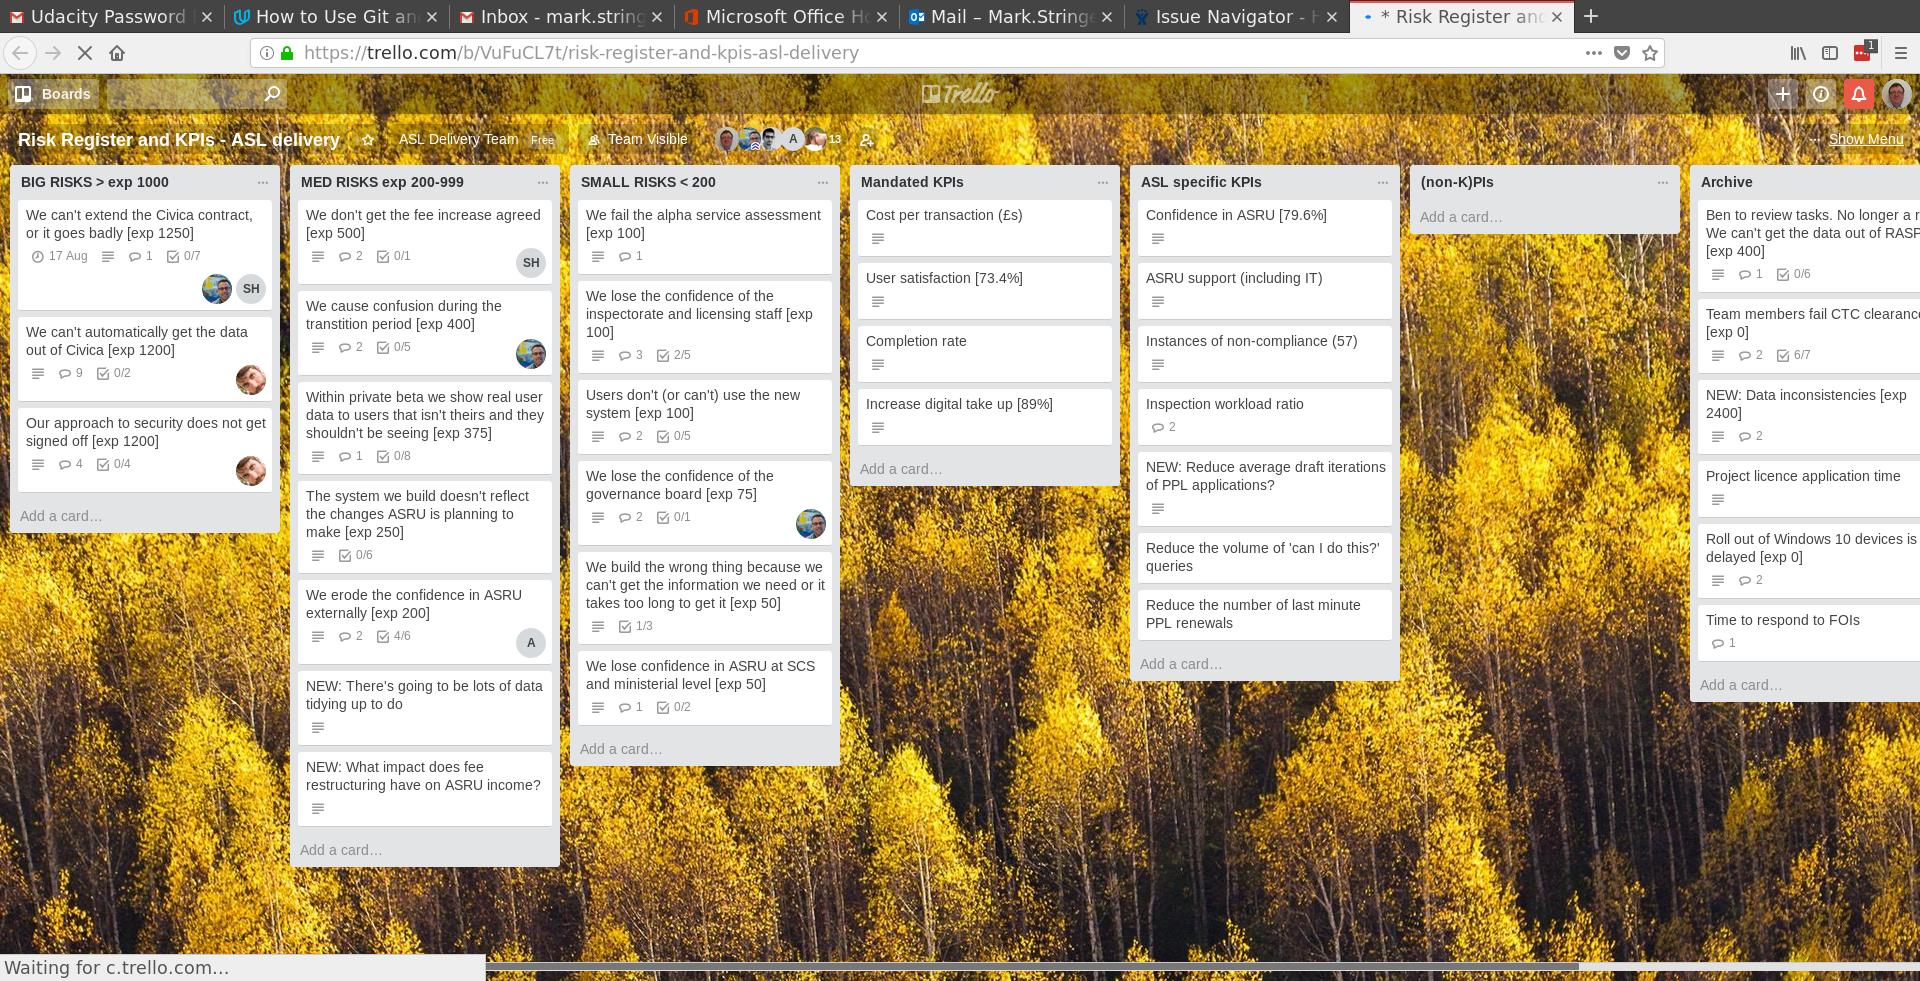 Udacity Password
How to Use Git an
Inbox - mark.string
Microsoft Office Ho
Mail – Mark.Stringe
Issue Navigator - H
* Risk Register and
https://trello.com/b/VuFuCL7t/risk-register-and-kpis-asl-delivery
1
Boards
Trello
Risk Register and KPIs - ASL delivery
ASL Delivery Team Free
Team Visible
A
13
Show Menu
BIG RISKS > exp 1000
We can't extend the Civica contract,
or it goes badly [exp 1250]
17 Aug 1 0/7
SH
We can't automatically get the data
out of Civica [exp 1200]
9 0/2
Our approach to security does not get
signed off [exp 1200]
4 0/4
Add a card…
MED RISKS exp 200-999
We don't get the fee increase agreed
[exp 500]
2 0/1
SH
We cause confusion during the
transtition period [exp 400]
2 0/5
Within private beta we show real user
data to users that isn't theirs and they
shouldn't be seeing [exp 375]
1 0/8
The system we build doesn't reflect
the changes ASRU is planning to
make [exp 250]
0/6
We erode the confidence in ASRU
externally [exp 200]
2 4/6
A
NEW: There's going to be lots of data
tidying up to do
NEW: What impact does fee
restructuring have on ASRU income?
Add a card…
SMALL RISKS < 200
We fail the alpha service assessment
[exp 100]
1
We lose the confidence of the
inspectorate and licensing staff [exp
100]
3 2/5
Users don't (or can't) use the new
system [exp 100]
2 0/5
We lose the confidence of the
governance board [exp 75]
2 0/1
We build the wrong thing because we
can't get the information we need or it
takes too long to get it [exp 50]
1/3
We lose confidence in ASRU at SCS
and ministerial level [exp 50]
1 0/2
Add a card…
Mandated KPIs
Cost per transaction (£s)
User satisfaction [73.4%]
Completion rate
Increase digital take up [89%]
Add a card…
ASL specific KPIs
Confidence in ASRU [79.6%]
ASRU support (including IT)
Instances of non-compliance (57)
Inspection workload ratio
2
NEW: Reduce average draft iterations
of PPL applications?
Reduce the volume of 'can I do this?'
queries
Reduce the number of last minute
PPL renewals
Add a card…
(non-K)PIs
Add a card…
Archive
Ben to review tasks. No longer a r
We can't get the data out of RASP
[exp 400]
1 0/6
Team members fail CTC clearance
[exp 0]
2 6/7
NEW: Data inconsistencies [exp
2400]
2
Project licence application time
Roll out of Windows 10 devices is
delayed [exp 0]
2
Time to respond to FOIs
1
Add a card…
Waiting for c.trello.com…